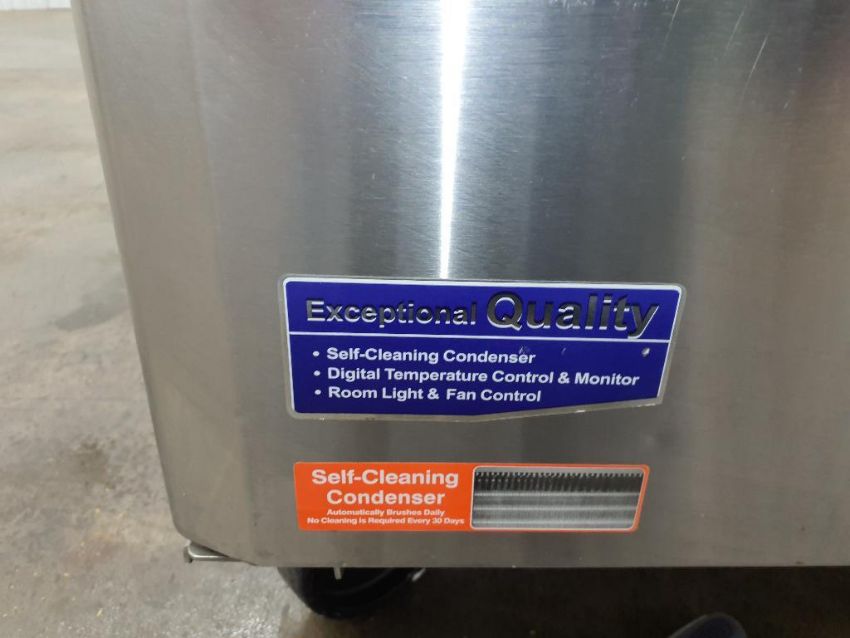 Exceptional Quality
• Self-Cleaning Condenser
• Digital Temperature Control & Monitor
• Room Light & Fan Control
Self-Cleaning
Condenser
Automatically Brushes Daily
No Cleaning is Required Every 30 Days